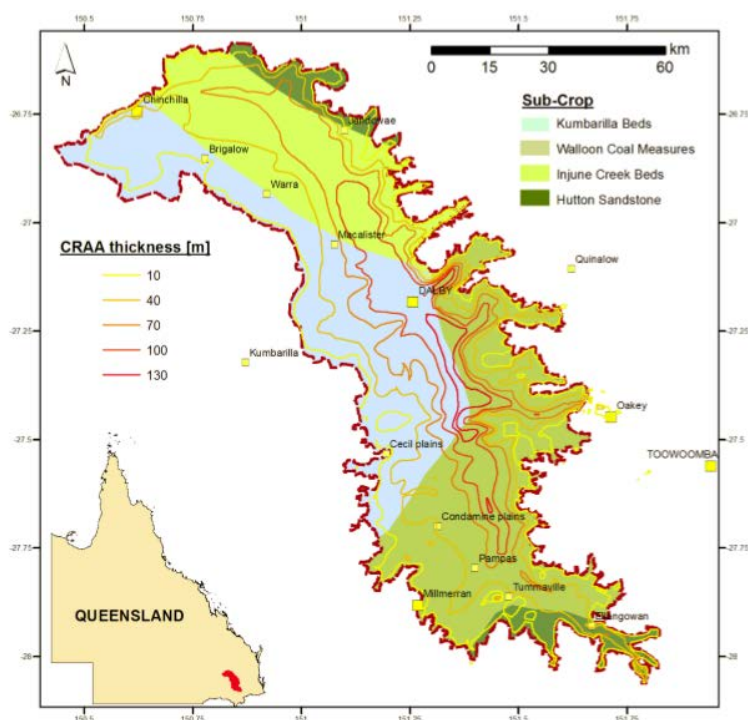 150.5 150.75 151 151.25 151.5 151.75
km
0 15 30 60
Sub-Crop
Kumbarilla Beds
Walloon Coal Measures
Injune Creek Beds
Hutton Sandstone
-26.75
-26.75
Chinchilla
Brigalow
Warra
-27
-27
Macalister
CRAA thickness [m]
10
40
70
100
130
Quinalow
DALBY
-27.25
-27.25
Kumbarilla
Oakey
-27.5
-27.5
Cecil plains
TOOWOOMBA
Condamine plains
-27.75
-27.75
Pampas
Millmerran
Tummaville
QUEENSLAND
-28
-28
150.5 150.75 151 151.25 151.5 151.75